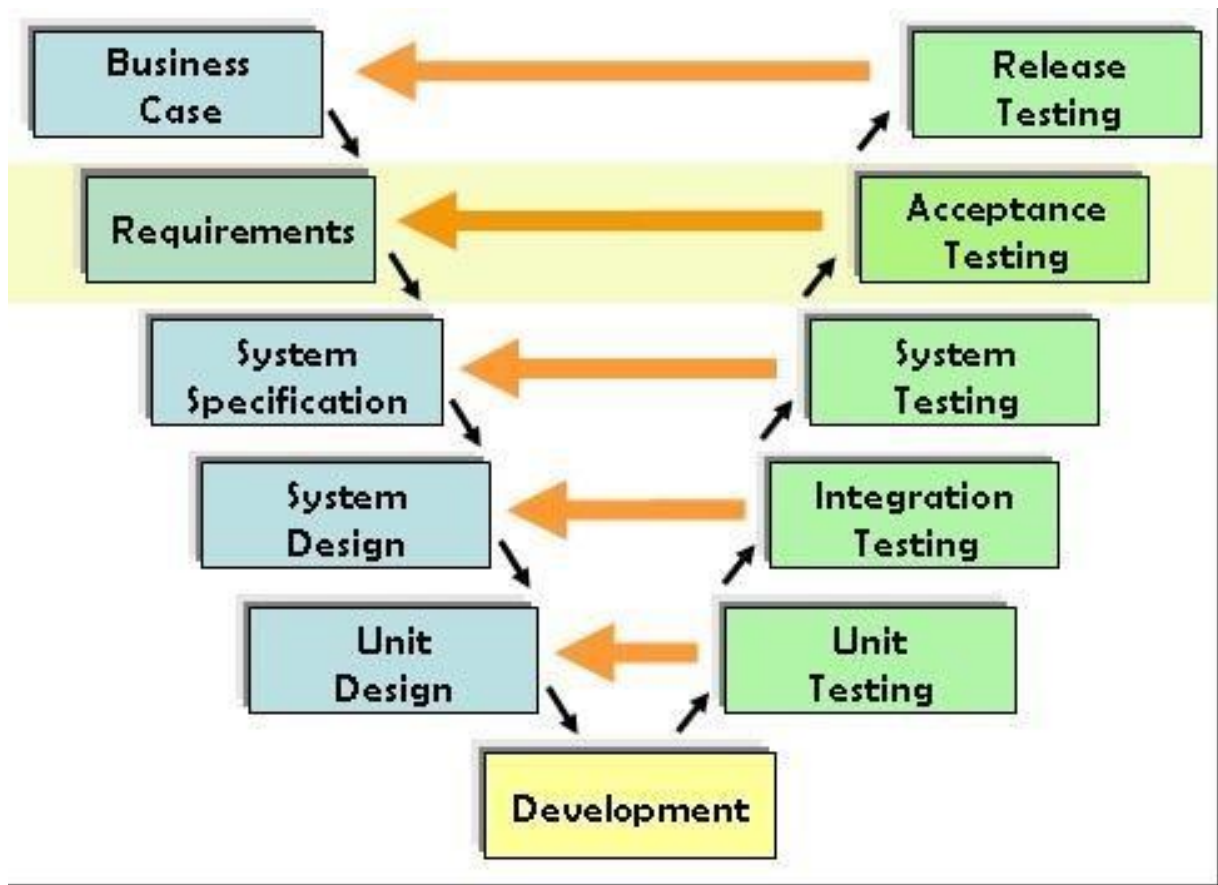 Business
Case
Release
Testing
Requirements
Acceptance
Testing
System
Specification
System
Testing
System
Design
Integration
Testing
Unit
Design
Unit
Testing
Development